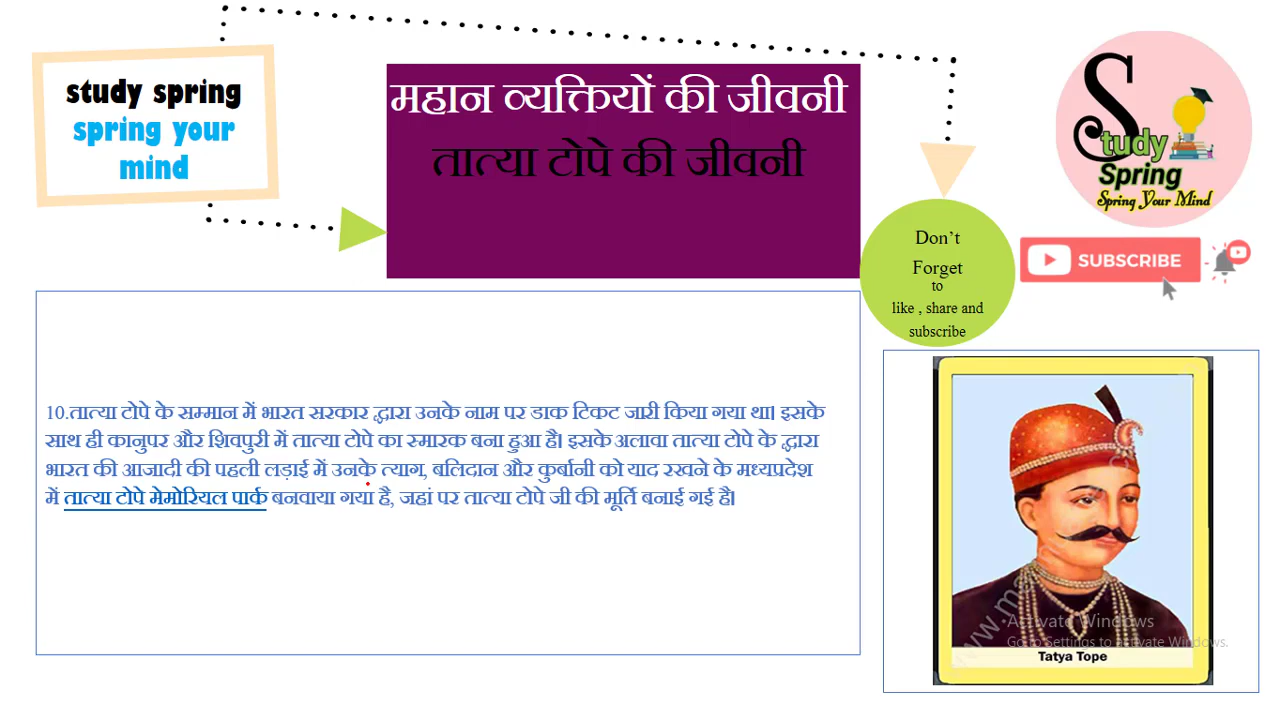 study spring
spring your
mind
महान व्यक्तियों की जीवनी
तात्या टोपे की जीवनी
Study
Spring
Spring Your Mind
Don't
Forget
to
like , share and
subscribe
SUBSCRIBE
10.तात्या टोपे के सम्मान में भारत सरकार द्वारा उनके नाम पर डाक टिकट जारी किया गया था। इसके
साथ ही कानुपर और शिवपुरी में तात्या टोपे का स्मारक बना हुआ है। इसके अलावा तात्या टोपे के द्वारा
भारत की आजादी की पहली लड़ाई में उनके त्याग, बलिदान और कुर्बानी को याद रखने के मध्यप्रदेश
में तात्या टोपे मेमोरियल पार्क बनवाया गया है, जहां पर तात्या टोपे जी की मूर्ति बनाई गई है।
Activate Windows
Go to Settings to activate Windows.
Tatya Tope